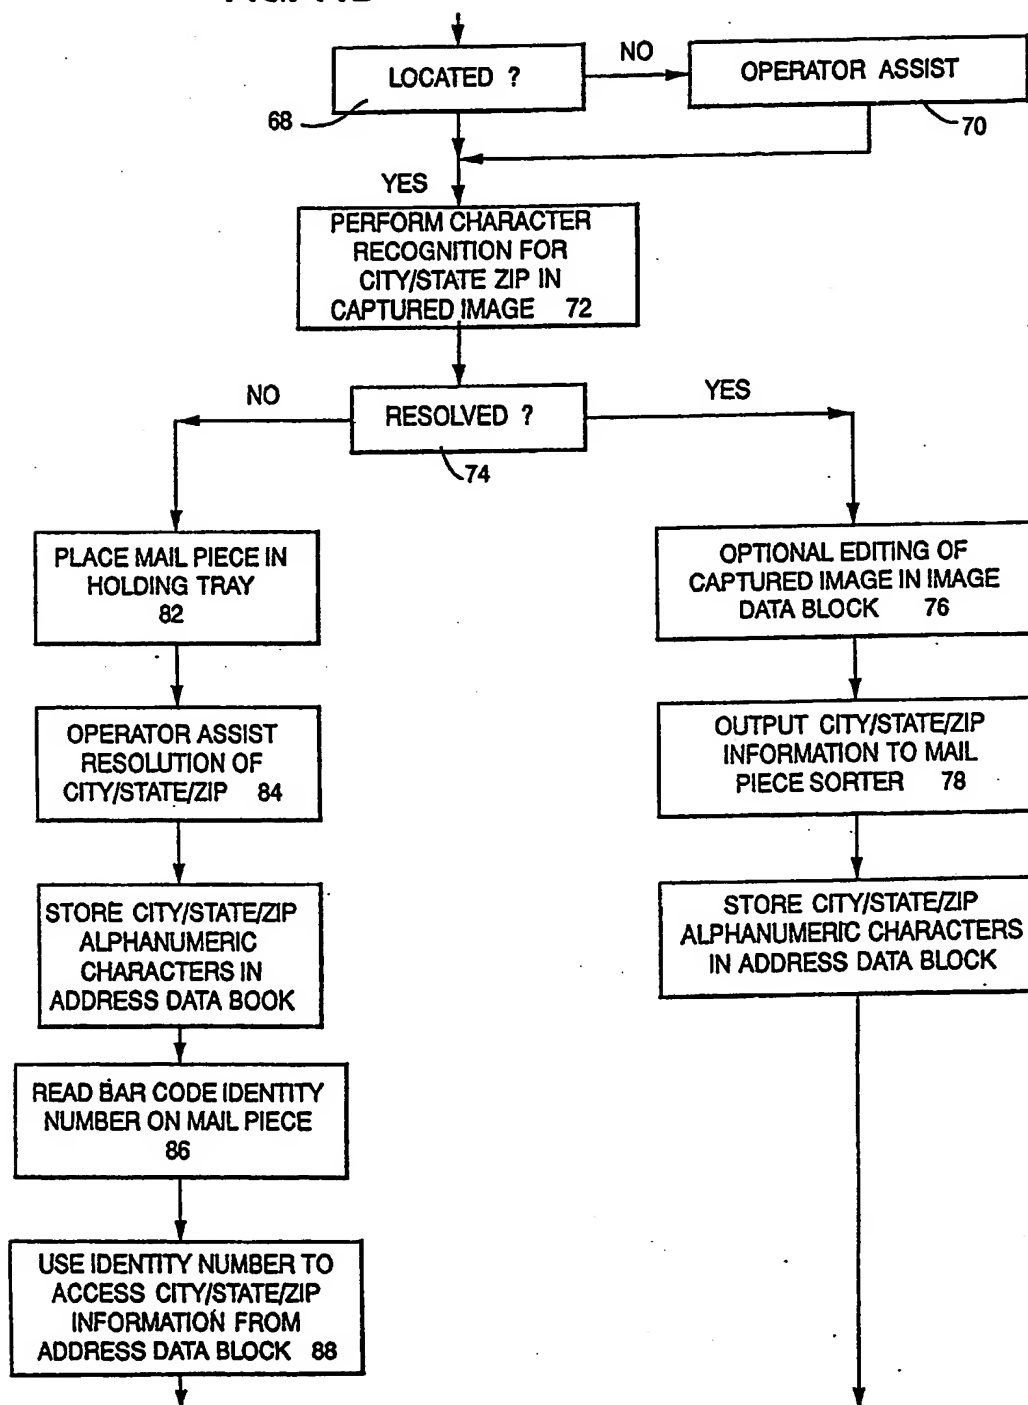 LOCATED ?
NO
OPERATOR ASSIST
68
70
YES
PERFORM CHARACTER
RECOGNITION FOR
CITY/STATE ZIP IN
CAPTURED IMAGE 72
NO
RESOLVED ?
YES
74
PLACE MAIL PIECE IN
HOLDING TRAY
82
OPTIONAL EDITING OF
CAPTURED IMAGE IN IMAGE
DATA BLOCK 76
OPERATOR ASSIST
RESOLUTION OF
CITY/STATE/ZIP 84
OUTPUT CITY/STATE/ZIP
INFORMATION TO MAIL
PIECE SORTER 78
STORE CITY/STATE/ZIP
ALPHANUMERIC
CHARACTERS IN
ADDRESS DATA BOOK
STORE CITY/STATE/ZIP
ALPHANUMERIC CHARACTERS
IN ADDRESS DATA BLOCK
READ BAR CODE IDENTITY
NUMBER ON MAIL PIECE
86
USE IDENTITY NUMBER TO
ACCESS CITY/STATE/ZIP
INFORMATION FROM
ADDRESS DATA BLOCK 88